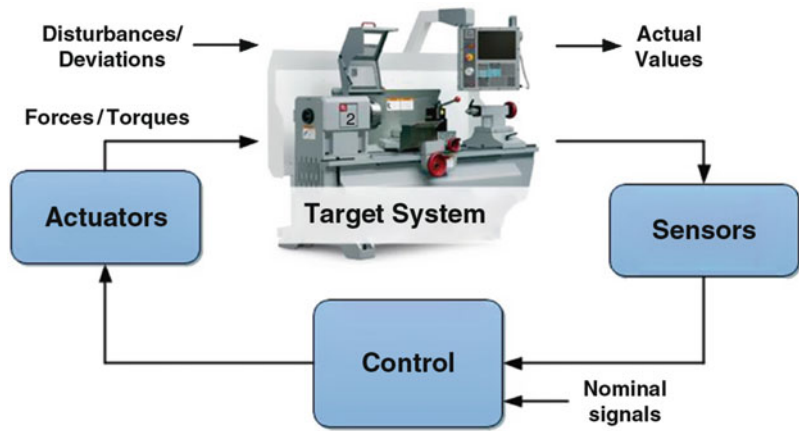 Disturbances/
Deviations
Actual
Values
Forces/Torques
2
Actuators
Target System
Sensors
Control
Nominal
signals